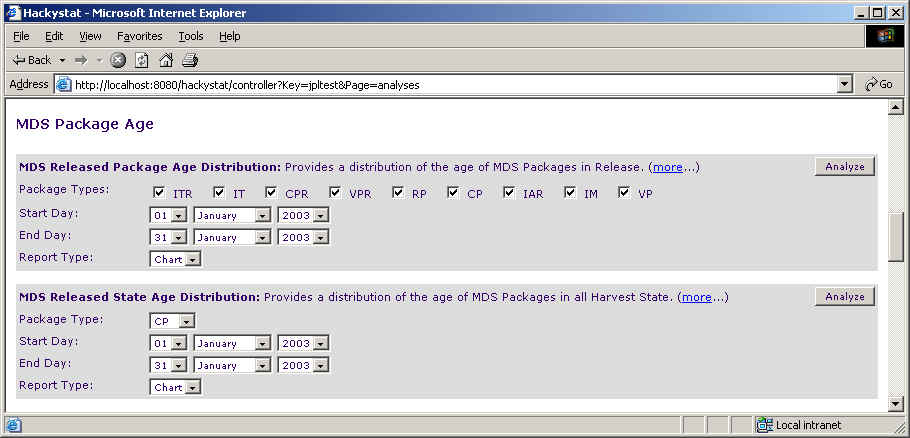 Hackystat - Microsoft Internet Explorer
File Edit View Favorites Tools Help
Back
Address http://localhost:8080/hackystat/controller?Key=jpltest&Page=analyses Go
MDS Package Age
MDS Released Package Age Distribution: Provides a distribution of the age of MDS Packages in Release. (more...) Analyze
Package Types: ITR IT CPR VPR RP CP IAR IM VP
Start Day: 01 January 2003
End Day: 31 January 2003
Report Type: Chart
MDS Released State Age Distribution: Provides a distribution of the age of MDS Packages in all Harvest State. (more...) Analyze
Package Type: CP
Start Day: 01 January 2003
End Day: 31 January 2003
Report Type: Chart
Local intranet